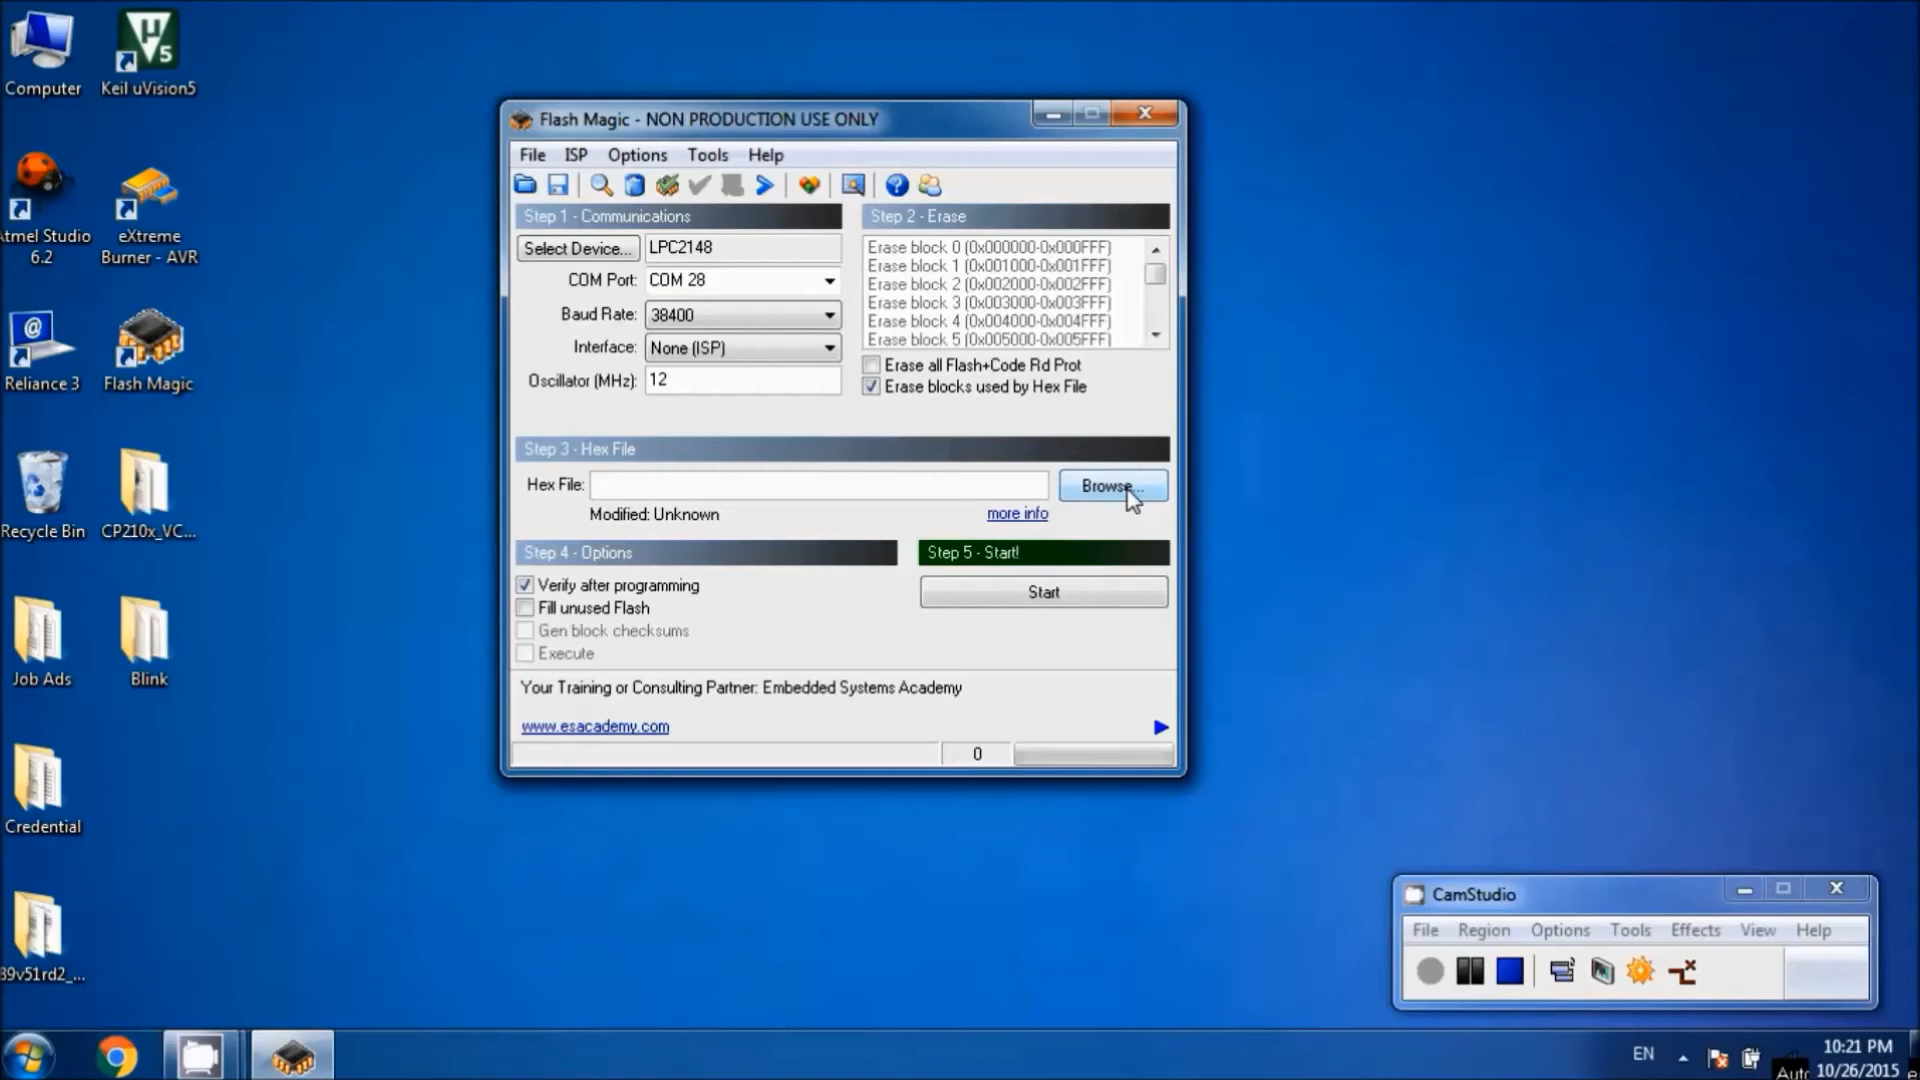 Computer
Keil uVision5
Atmel Studio
6.2
eXtreme
Burner - AVR
Reliance 3
Flash Magic
Recycle Bin
CP210x_VC...
Job Ads
Blink
Credential
89v51rd2_...
Flash Magic - NON PRODUCTION USE ONLY
File ISP Options Tools Help
Step 1 - Communications
Select Device... LPC2148
COM Port: COM 28
Baud Rate: 38400
Interface: None (ISP)
Oscillator (MHz): 12
Step 2 - Erase
Erase block 0 (0x000000-0x000FFF)
Erase block 1 (0x001000-0x001FFF)
Erase block 2 (0x002000-0x002FFF)
Erase block 3 (0x003000-0x003FFF)
Erase block 4 (0x004000-0x004FFF)
Erase block 5 (0x005000-0x005FFF)
Erase all Flash+Code Rd Prot
Erase blocks used by Hex File
Step 3 - Hex File
Hex File: Browse...
Modified: Unknown more info
Step 4 - Options
Verify after programming
Fill unused Flash
Gen block checksums
Execute
Step 5 - Start!
Start
Your Training or Consulting Partner: Embedded Systems Academy
www.esacademy.com
0
CamStudio
File Region Options Tools Effects View Help
EN
10:21 PM
10/26/2015